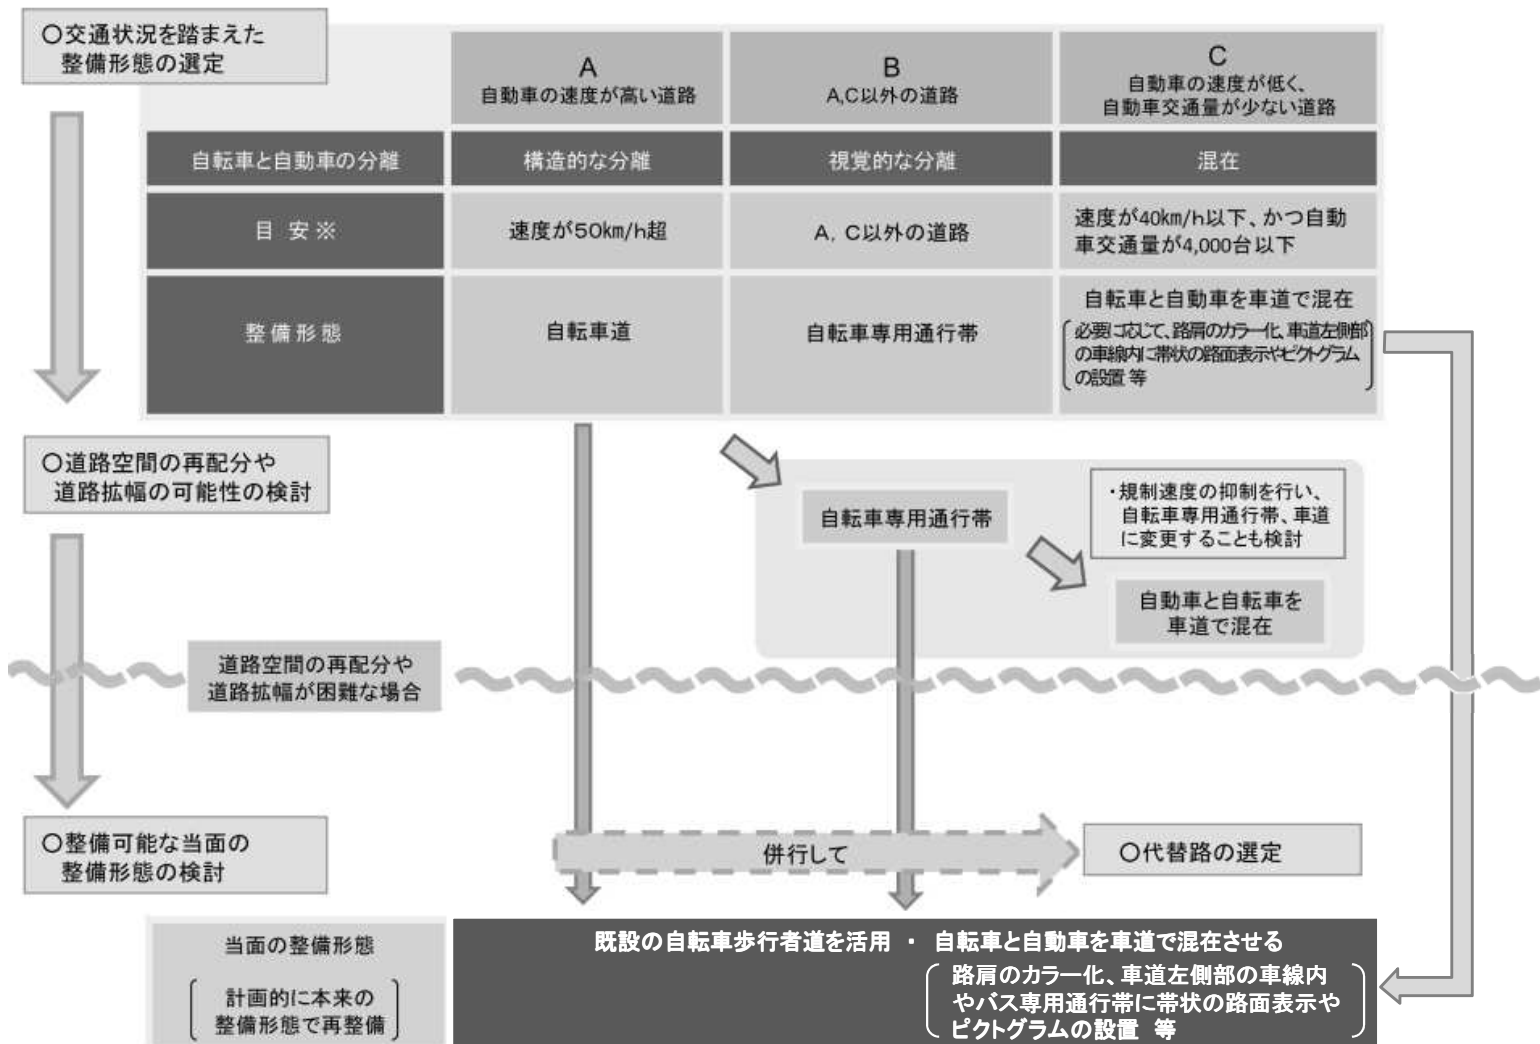 ○交通状況を踏まえた
整備形態の選定
A
自動車の速度が高い道路
B
A,C以外の道路
C
自動車の速度が低く、
自動車交通量が少ない道路
自転車と自動車の分離
構造的な分離
視覚的な分離
混在
目 安※
速度が50km/h超
A, C以外の道路
速度が40km/h以下、かつ自動
車交通量が4,000台以下
整備形態
自転車道
自転車専用通行帯
自転車と自動車を車道で混在
必要に応じて、路肩のカラー化、車道左側部
の車線内に帯状の路面表示やピクトグラム
の設置 等
○道路空間の再配分や
道路拡幅の可能性の検討
自転車専用通行帯
・規制速度の抑制を行い、
自転車専用通行帯、車道
に変更することも検討
自動車と自転車を
車道で混在
道路空間の再配分や
道路拡幅が困難な場合
○整備可能な当面の
整備形態の検討
併行して
○代替路の選定
当面の整備形態
計画的に本来の
整備形態で再整備
既設の自転車歩行者道を活用 ・ 自転車と自動車を車道で混在させる
路肩のカラー化、車道左側部の車線内
やバス専用通行帯に帯状の路面表示や
ピクトグラムの設置 等